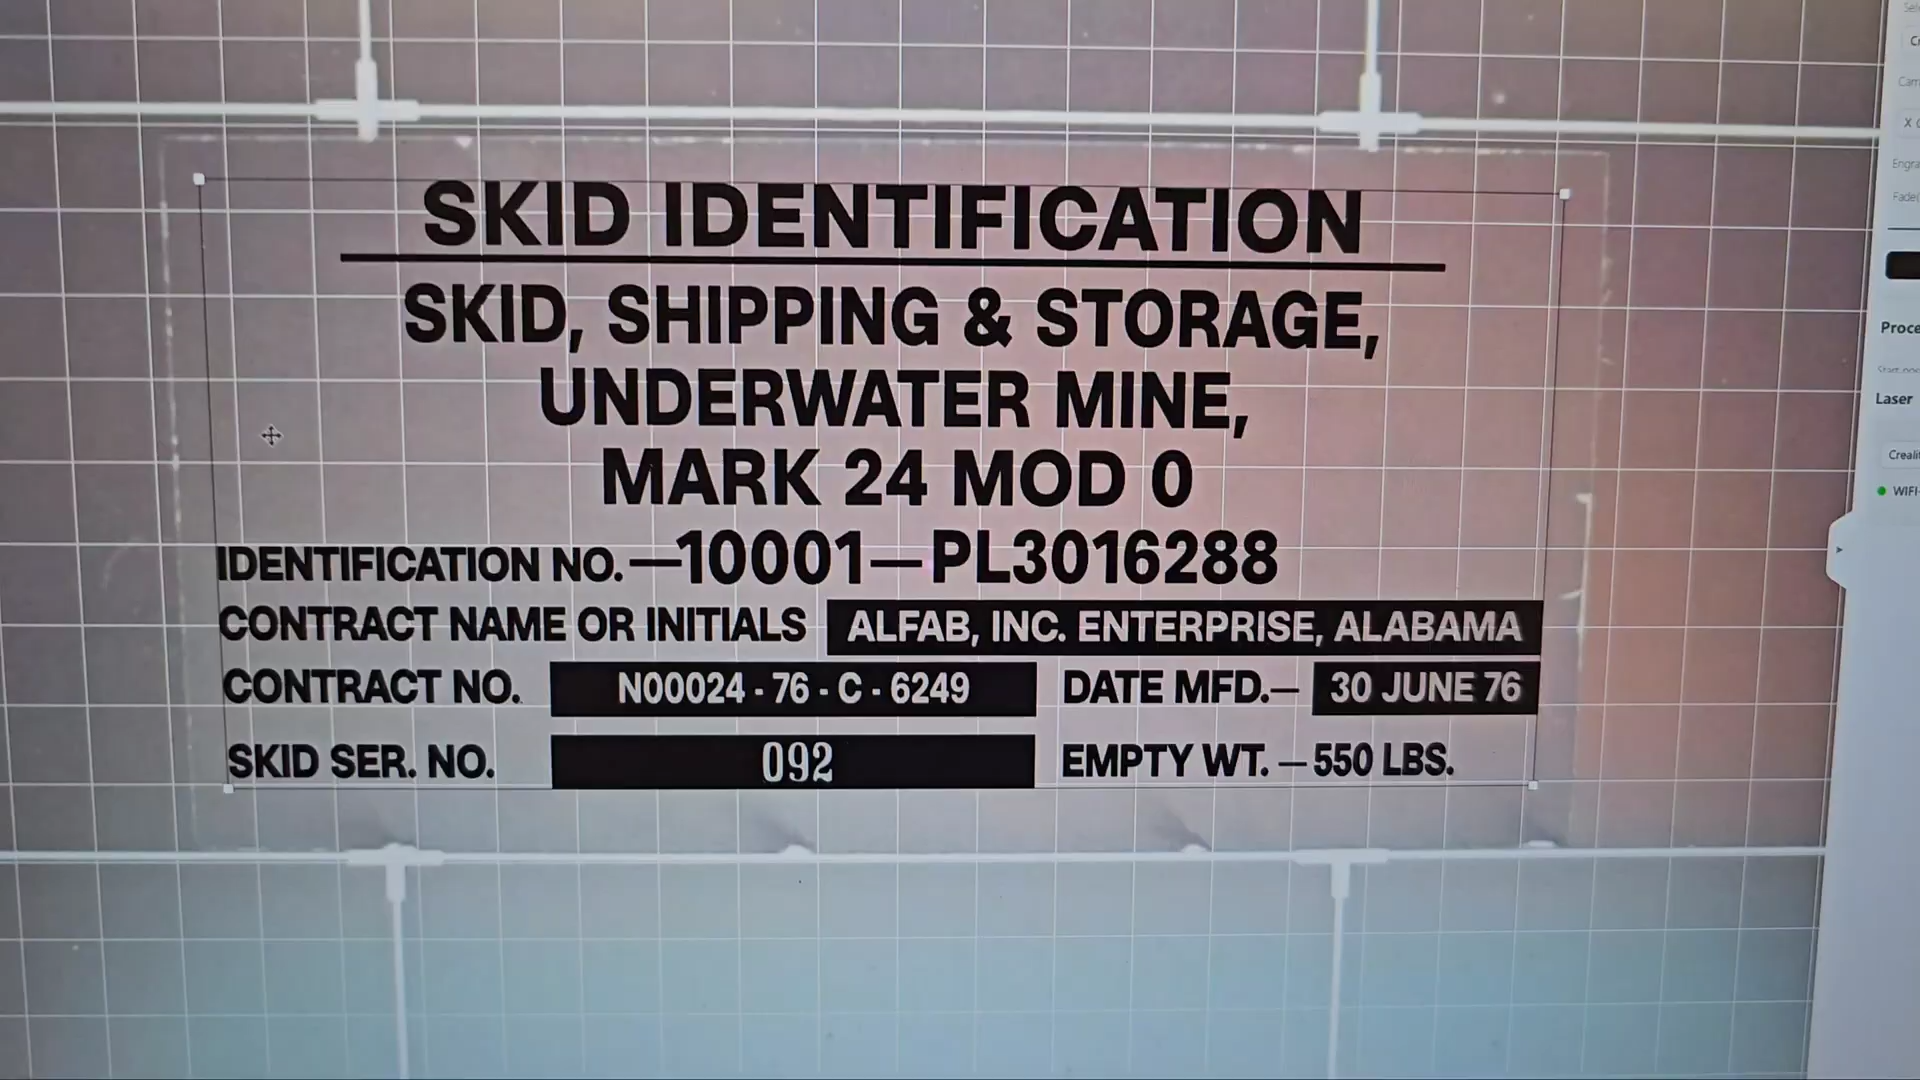 SKID IDENTIFICATION
SKID, SHIPPING & STORAGE,
UNDERWATER MINE,
MARK 24 MOD 0
IDENTIFICATION NO.—10001—PL3016288
CONTRACT NAME OR INITIALS ALFAB, INC. ENTERPRISE, ALABAMA
CONTRACT NO. N00024 - 76 - C - 6249 DATE MFD.— 30 JUNE 76
SKID SER. NO. 092 EMPTY WT. — 550 LBS.
Laser